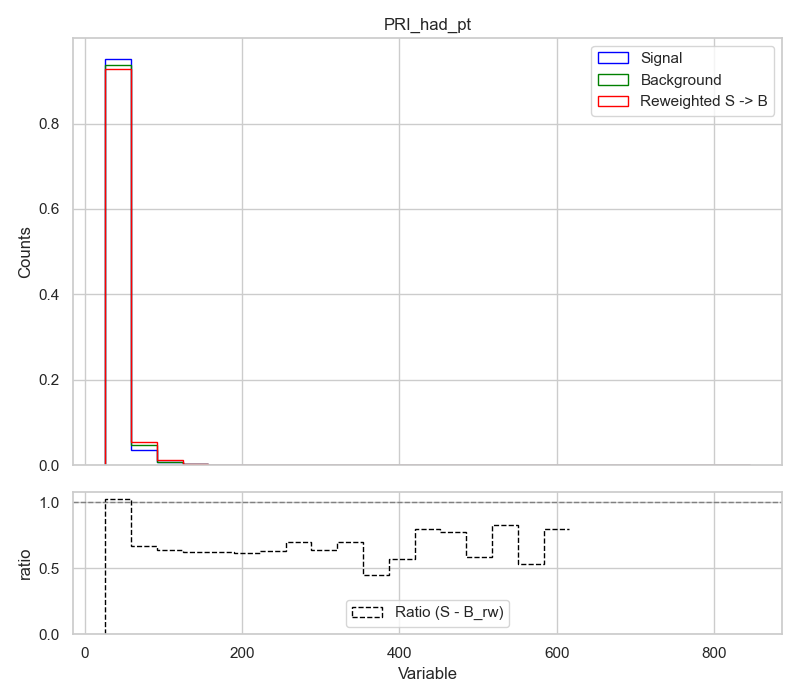 PRI_had_pt
Signal
Background
Reweighted S -> B
Counts
0.8
0.6
0.4
0.2
0.0
ratio
1.0
0.5
0.0
Ratio (S - B_rw)
0
200
400
600
800
Variable